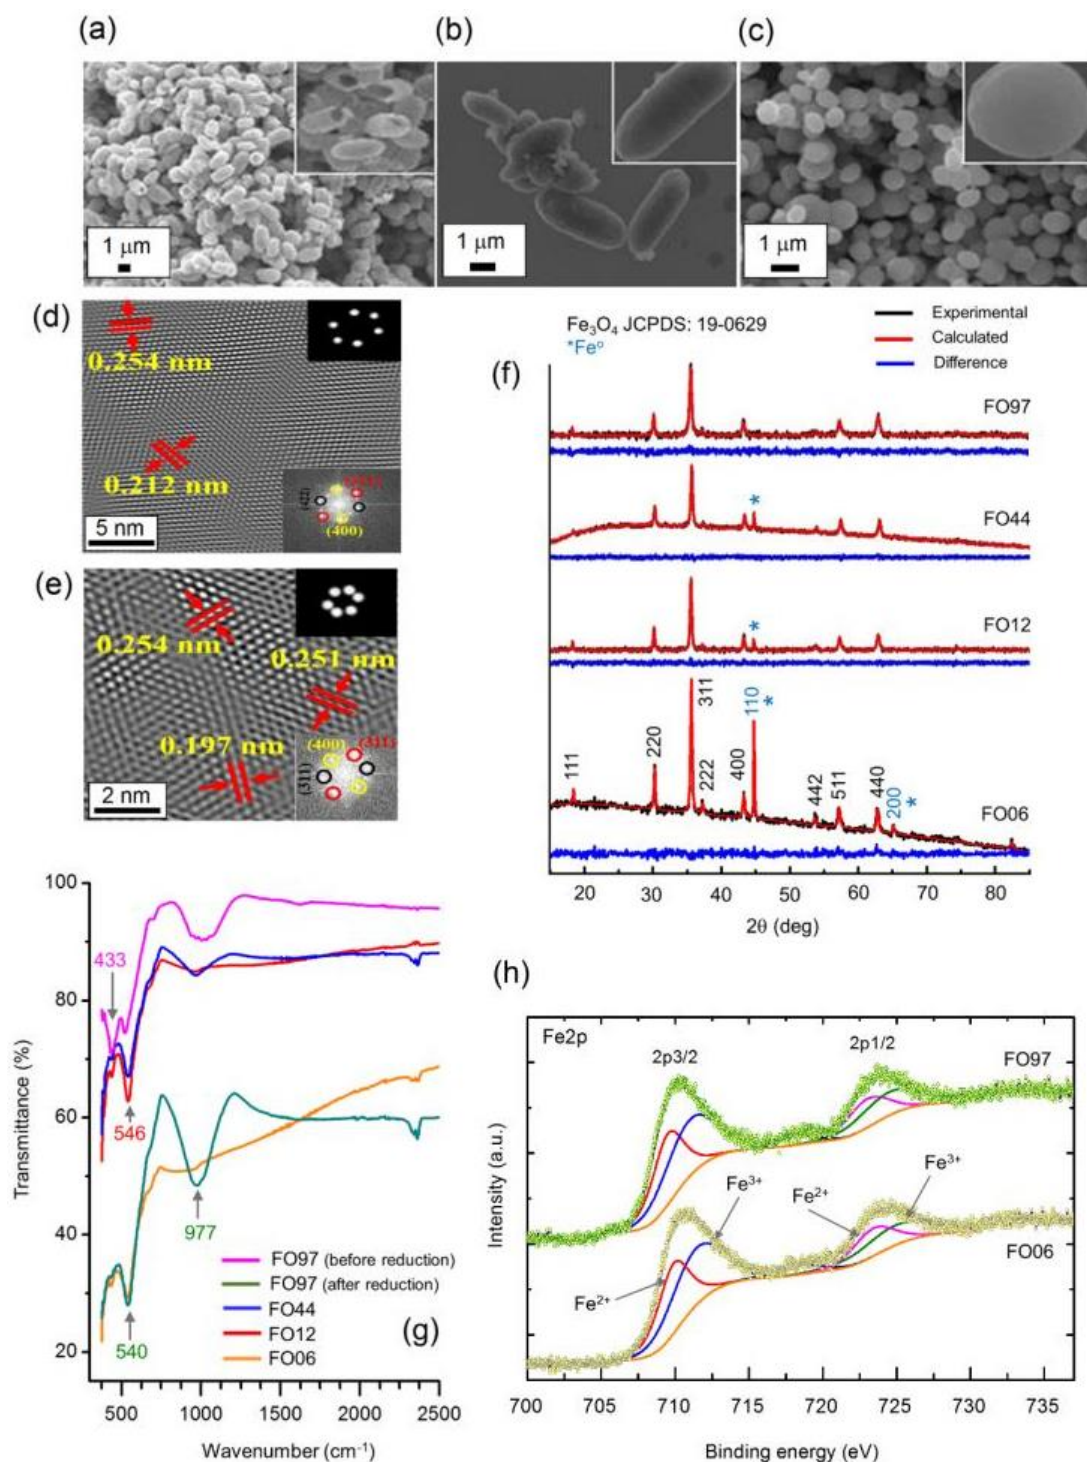 (a)
(b)
(c)
1 μm
1 μm
1 μm
(d)
0.254 nm
0.212 nm
5 nm
(400)
(e)
0.254 nm
0.251 nm
0.197 nm
2 nm
(400)
(311)
(311)
(f)
Fe₃O₄ JCPDS: 19-0629
*Fe⁰
Experimental
Calculated
Difference
FO97
FO44
*
FO12
*
FO06
111
220
311
222
400
110
*
442
511
440
200
*
20
30
40
50
60
70
80
2θ (deg)
(g)
100
80
60
40
20
Transmittance (%)
433
546
977
540
FO97 (before reduction)
FO97 (after reduction)
FO44
FO12
FO06
500
1000
1500
2000
2500
Wavenumber (cm⁻¹)
(h)
Fe2p
2p3/2
2p1/2
FO97
Fe³⁺
Fe²⁺
Fe³⁺
Fe²⁺
FO06
Intensity (a.u.)
700
705
710
715
720
725
730
735
Binding energy (eV)